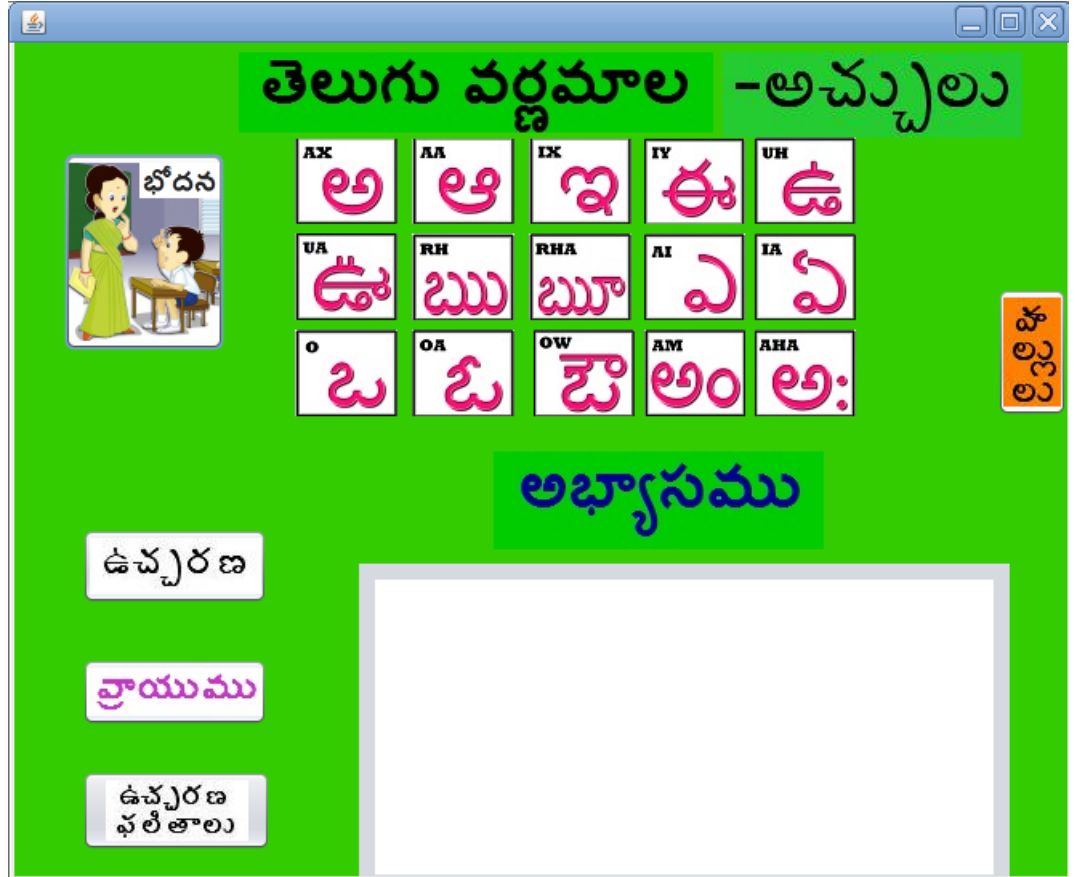 తెలుగు వర్ణమాల -అచ్చులు
భోదన
AX అ AA ఆ IX ఇ IY ఈ UH ఉ
UA ఊ RH ఋ RHA ౠ AI ఎ IA ఏ
O ఒ OA ఓ OW ఔ AM అం AHA అః
హల్లులు
అభ్యాసము
ఉచ్చరణ
వ్రాయుము
ఉచ్చరణ
ఫలితాలు